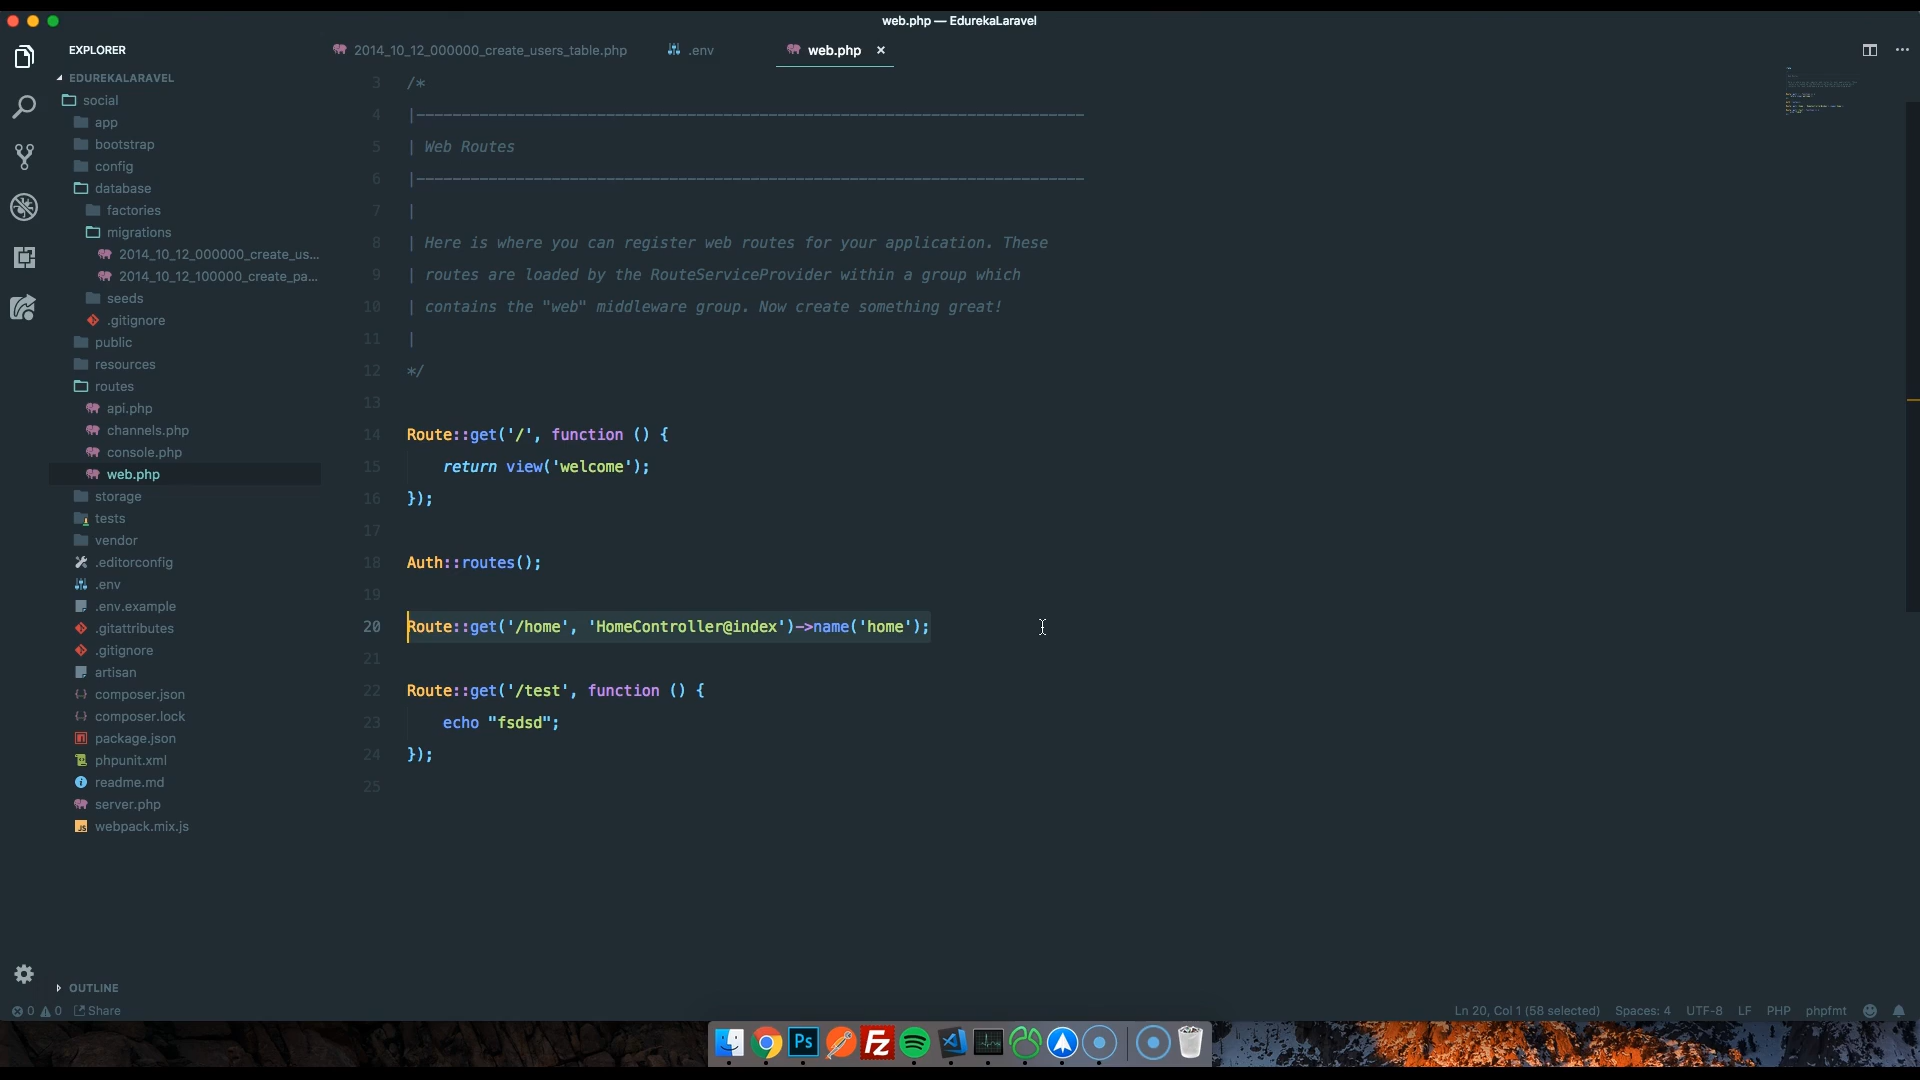 web.php — EdurekaLaravel
EXPLORER
EDUREKALARAVEL
social
app
bootstrap
config
database
factories
migrations
2014_10_12_000000_create_us...
2014_10_12_100000_create_pa...
seeds
.gitignore
public
resources
routes
api.php
channels.php
console.php
web.php
storage
tests
vendor
.editorconfig
.env
.env.example
.gitattributes
.gitignore
artisan
composer.json
composer.lock
package.json
phpunit.xml
readme.md
server.php
webpack.mix.js
OUTLINE
2014_10_12_000000_create_users_table.php
.env
web.php
3 /*
4 |--------------------------------------------------------------------------
5 | Web Routes
6 |--------------------------------------------------------------------------
7 |
8 | Here is where you can register web routes for your application. These
9 | routes are loaded by the RouteServiceProvider within a group which
10 | contains the "web" middleware group. Now create something great!
11 |
12 */
13
14 Route::get('/', function () {
15 return view('welcome');
16 });
17
18 Auth::routes();
19
20 Route::get('/home', 'HomeController@index')->name('home');
21
22 Route::get('/test', function () {
23 echo "fsdsd";
24 });
25
0 0 Share
Ln 20, Col 1 (58 selected) Spaces: 4 UTF-8 LF PHP phpfmt
Ps
Fz